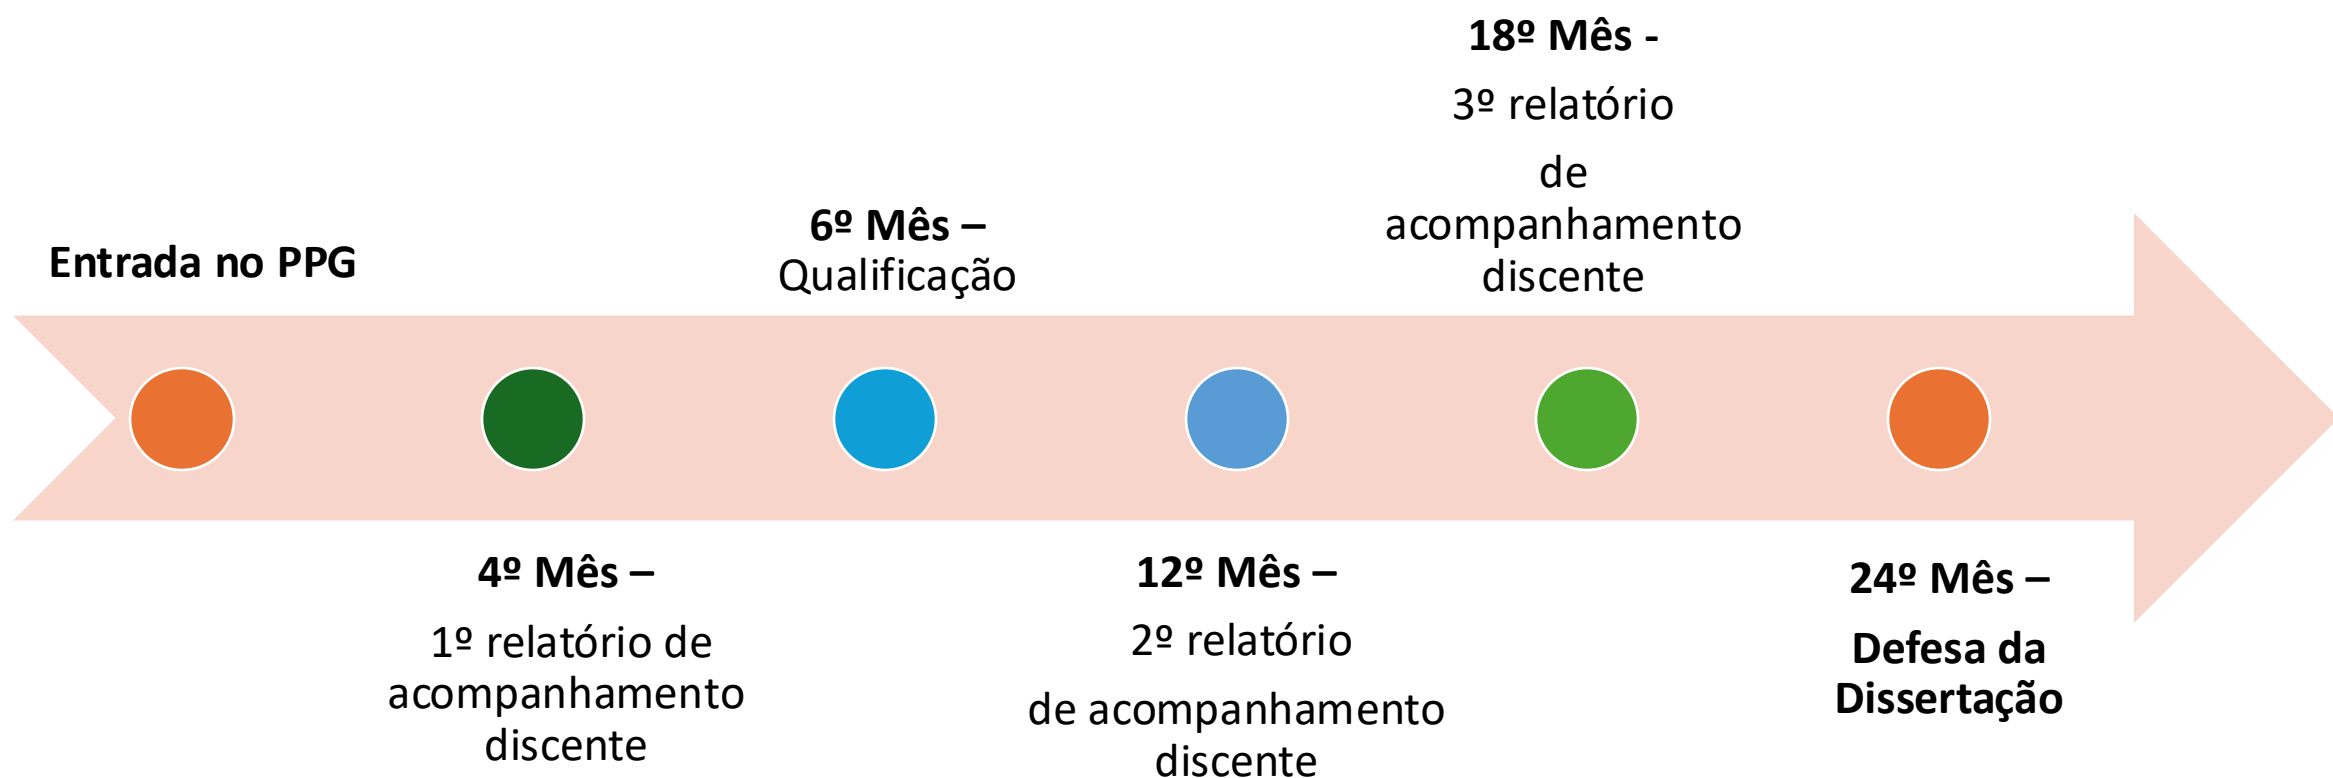 Entrada no PPG
4º Mês –
1º relatório de
acompanhamento
discente
6º Mês –
Qualificação
12º Mês –
2º relatório
de acompanhamento
discente
18º Mês -
3º relatório
de
acompanhamento
discente
24º Mês –
Defesa da
Dissertação